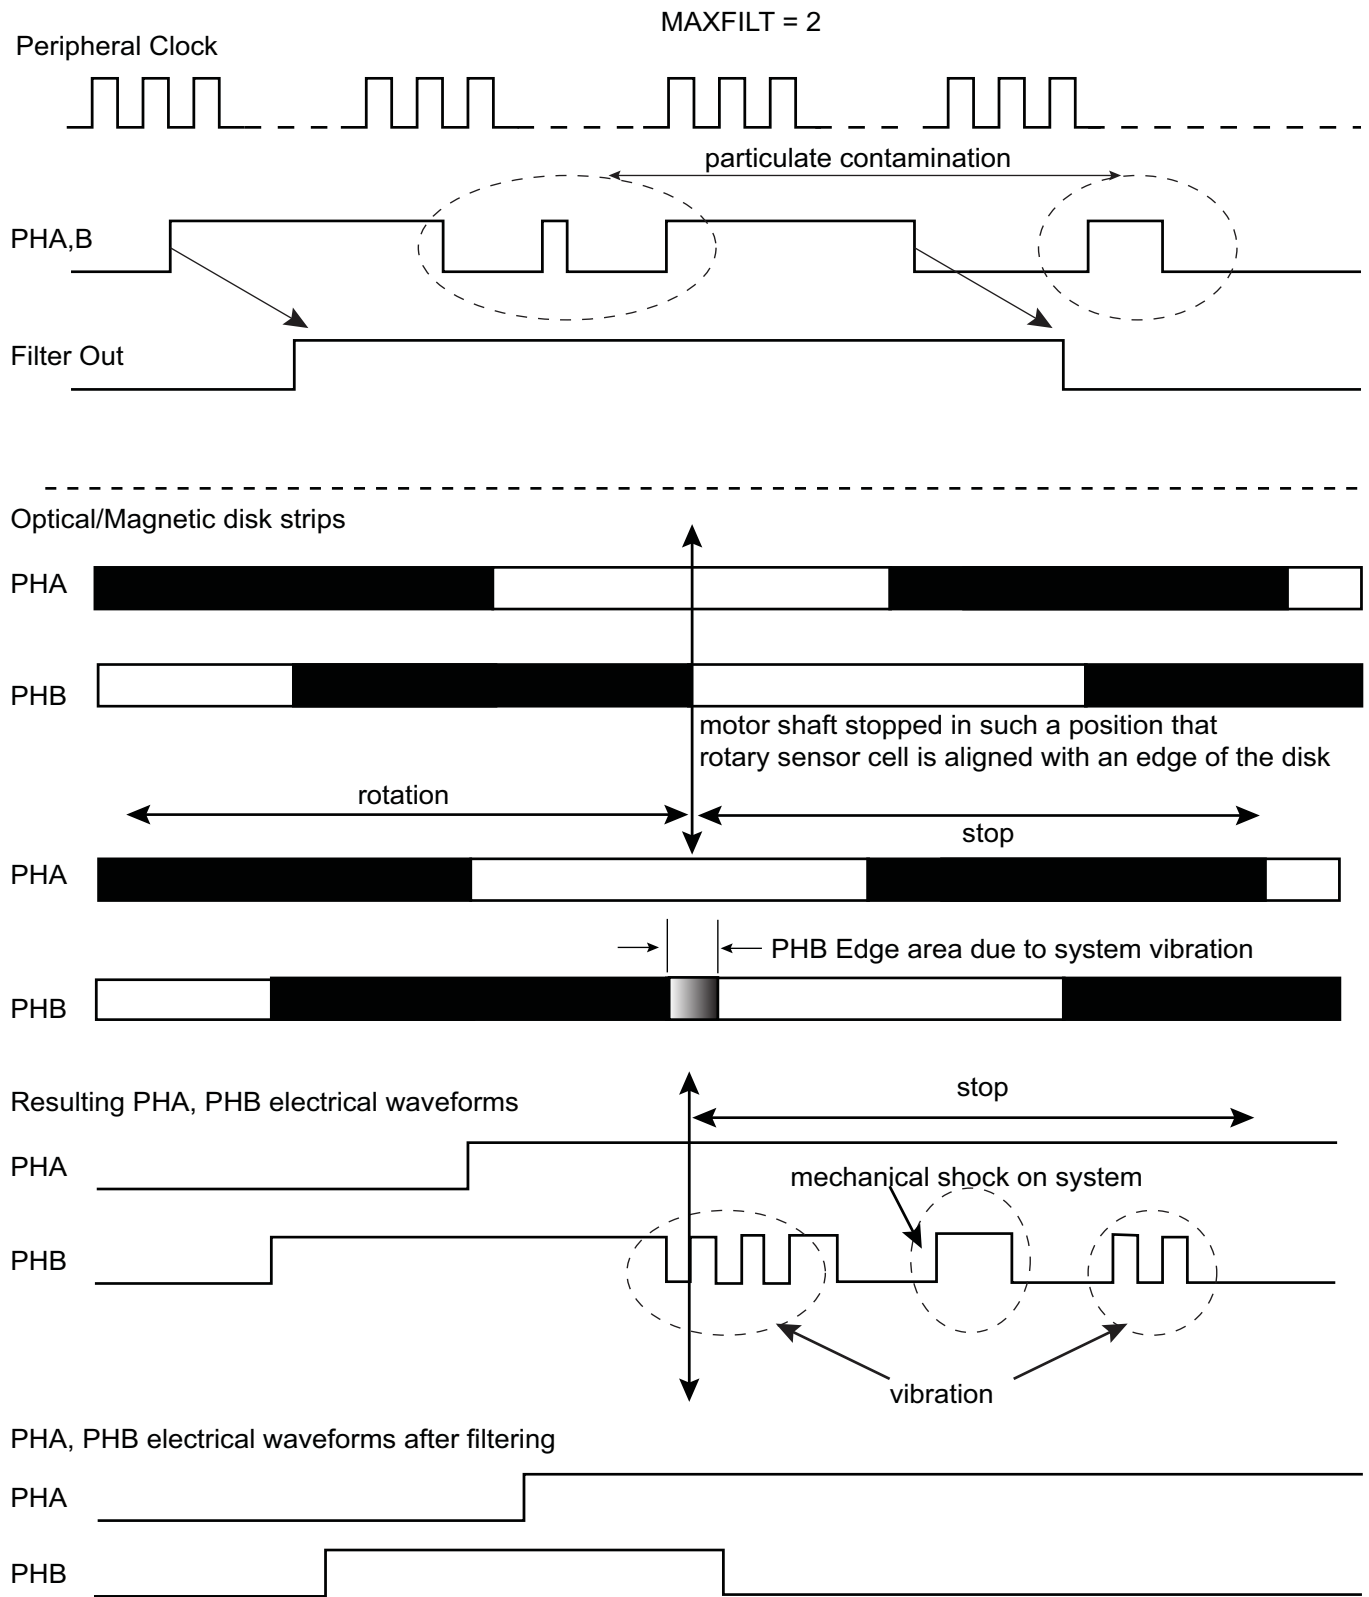 MAXFILT = 2
Peripheral Clock
particulate contamination
PHA,B
Filter Out
Optical/Magnetic disk strips
PHA
PHB
motor shaft stopped in such a position that
rotary sensor cell is aligned with an edge of the disk
rotation
stop
PHA
PHB Edge area due to system vibration
PHB
Resulting PHA, PHB electrical waveforms
stop
PHA
mechanical shock on system
PHB
vibration
PHA, PHB electrical waveforms after filtering
PHA
PHB